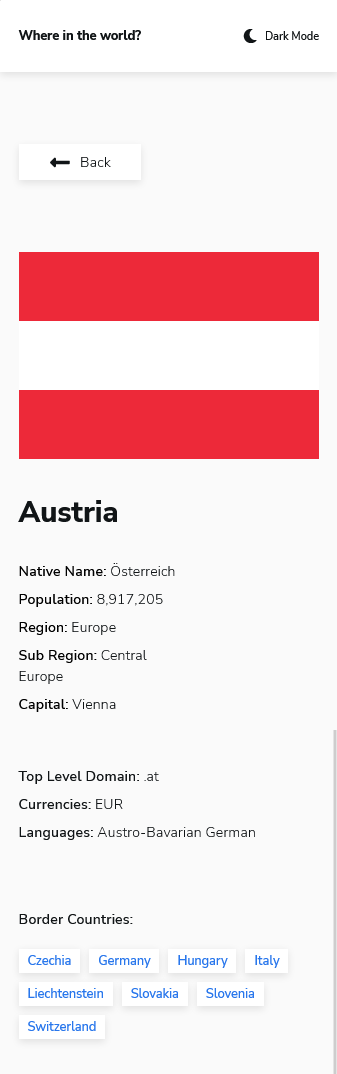 Where in the world?
Dark Mode
Back
Austria
Native Name: Österreich
Population: 8,917,205
Region: Europe
Sub Region: Central
Europe
Capital: Vienna
Top Level Domain: .at
Currencies: EUR
Languages: Austro-Bavarian German
Border Countries:
Czechia Germany Hungary Italy
Liechtenstein Slovakia Slovenia
Switzerland